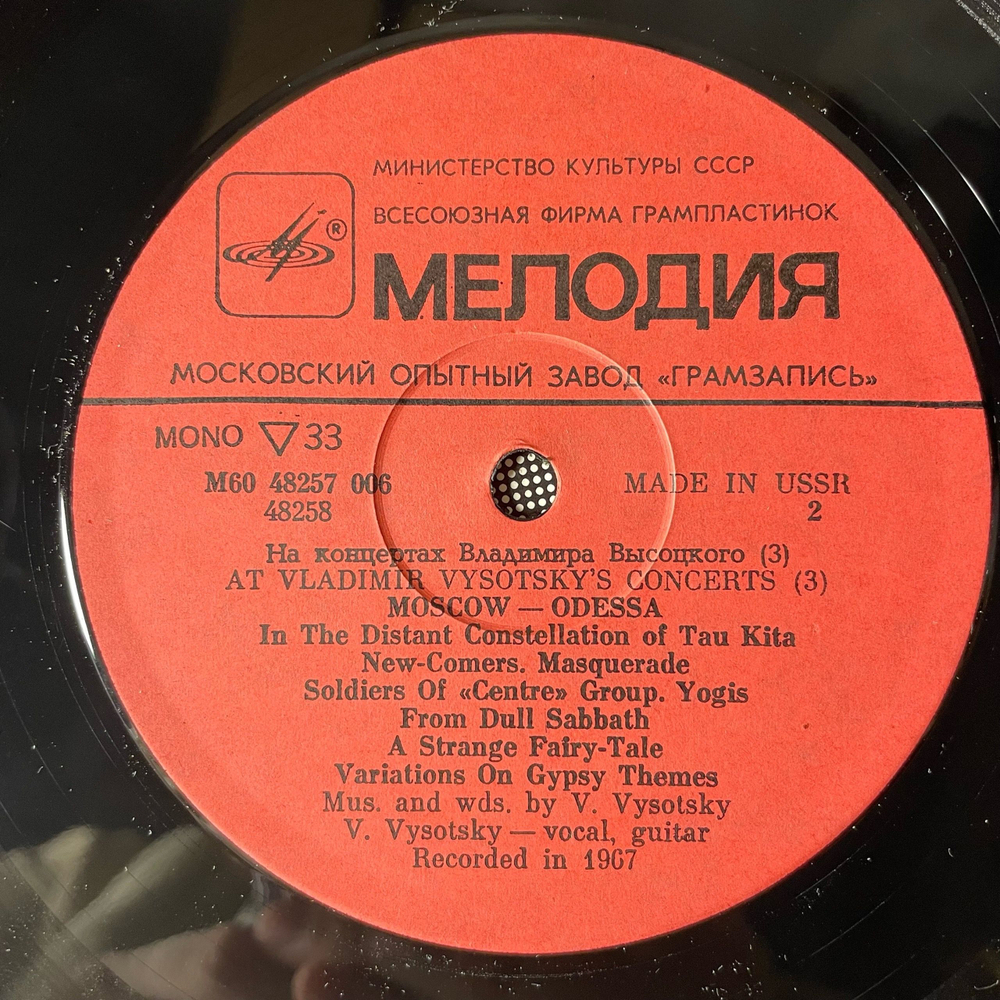 МИНИСТЕРСТВО КУЛЬТУРЫ СССР
ВСЕСОЮЗНАЯ ФИРМА ГРАМПЛАСТИНОК
®
МЕЛОДИЯ
МОСКОВСКИЙ ОПЫТНЫЙ ЗАВОД «ГРАМЗАПИСЬ»
MONO ▽33
М60 48257 006 MADE IN USSR
48258 2
На концертах Владимира Высоцкого (3)
AT VLADIMIR VYSOTSKY'S CONCERTS (3)
MOSCOW — ODESSA
In The Distant Constellation of Tau Kita
New-Comers. Masquerade
Soldiers Of «Centre» Group. Yogis
From Dull Sabbath
A Strange Fairy-Tale
Variations On Gypsy Themes
Mus. and wds. by V. Vysotsky
V. Vysotsky — vocal, guitar
Recorded in 1967